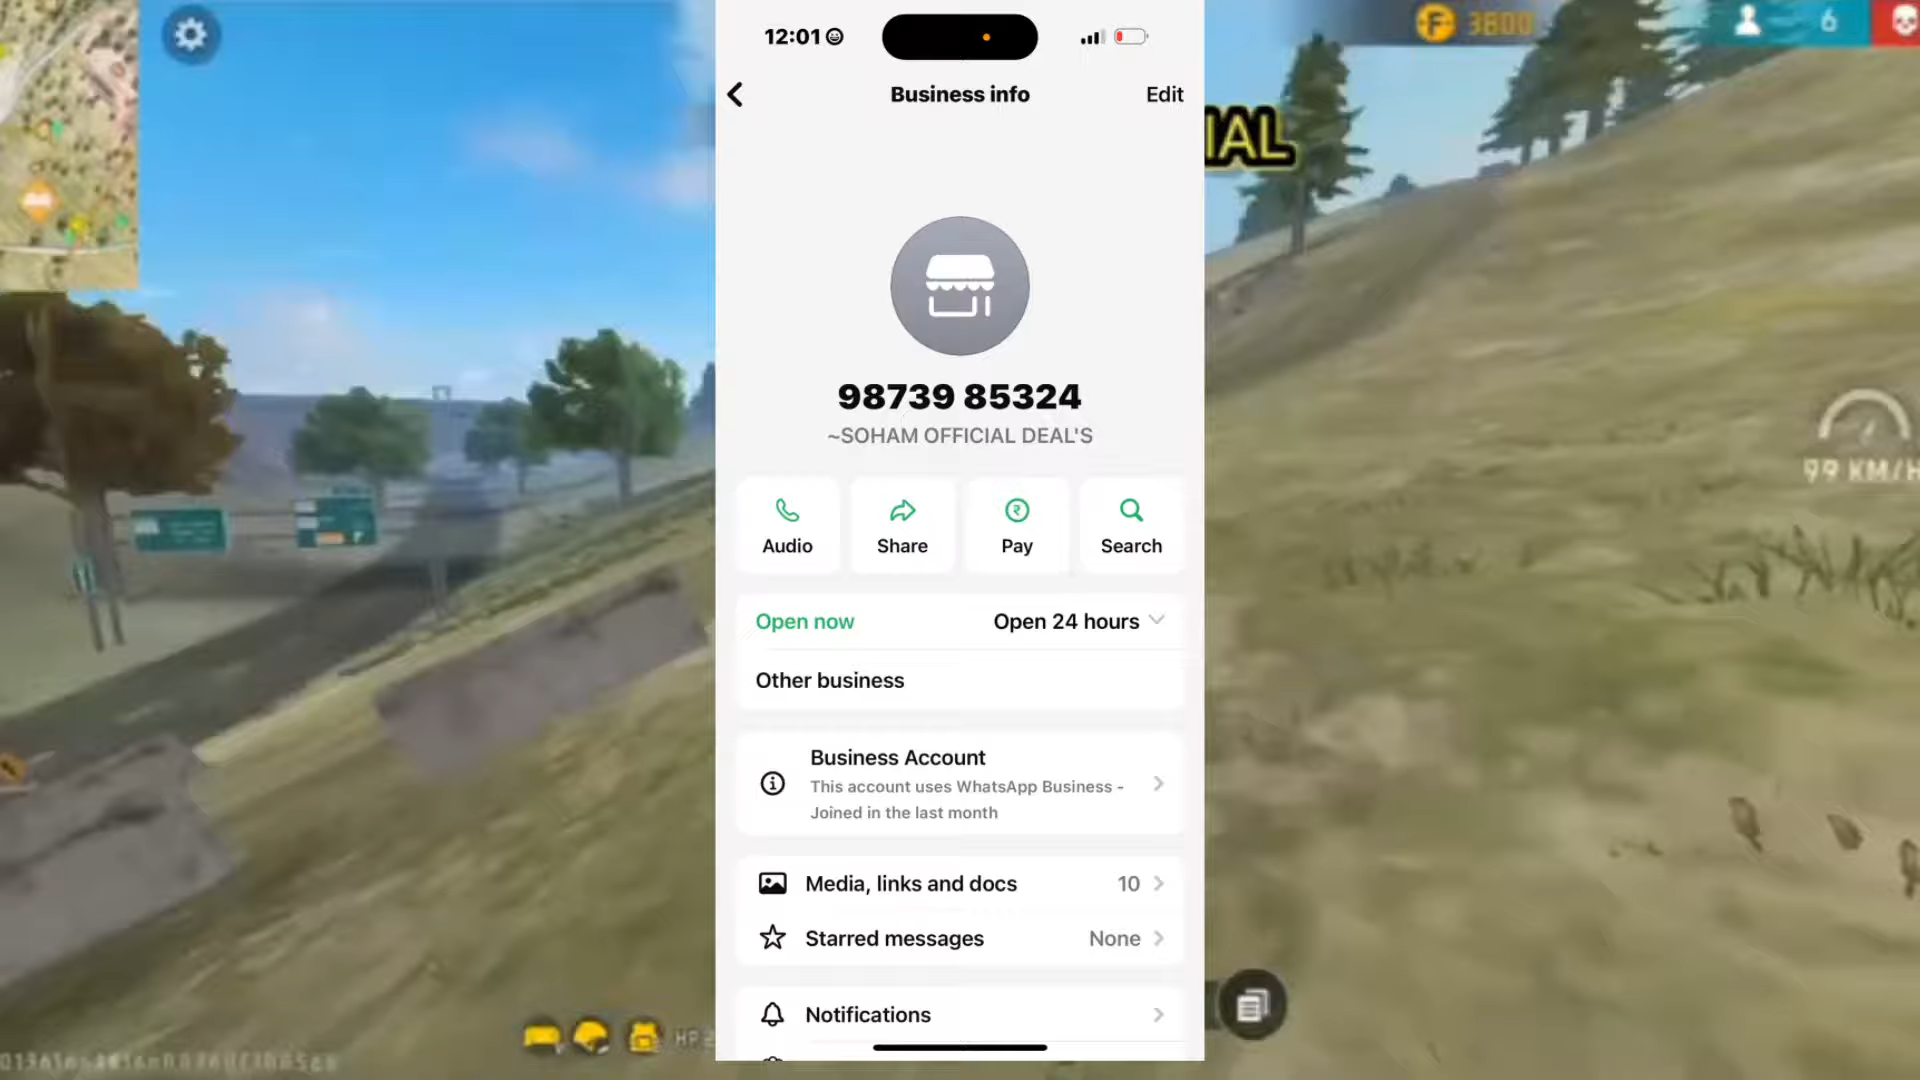 12:01
Business info
Edit
98739 85324
~SOHAM OFFICIAL DEAL'S
Audio
Share
Pay
Search
Open now
Open 24 hours
Other business
Business Account
This account uses WhatsApp Business -
Joined in the last month
Media, links and docs
10
Starred messages
None
Notifications
3800
6
IAL
99 KM/H
HP